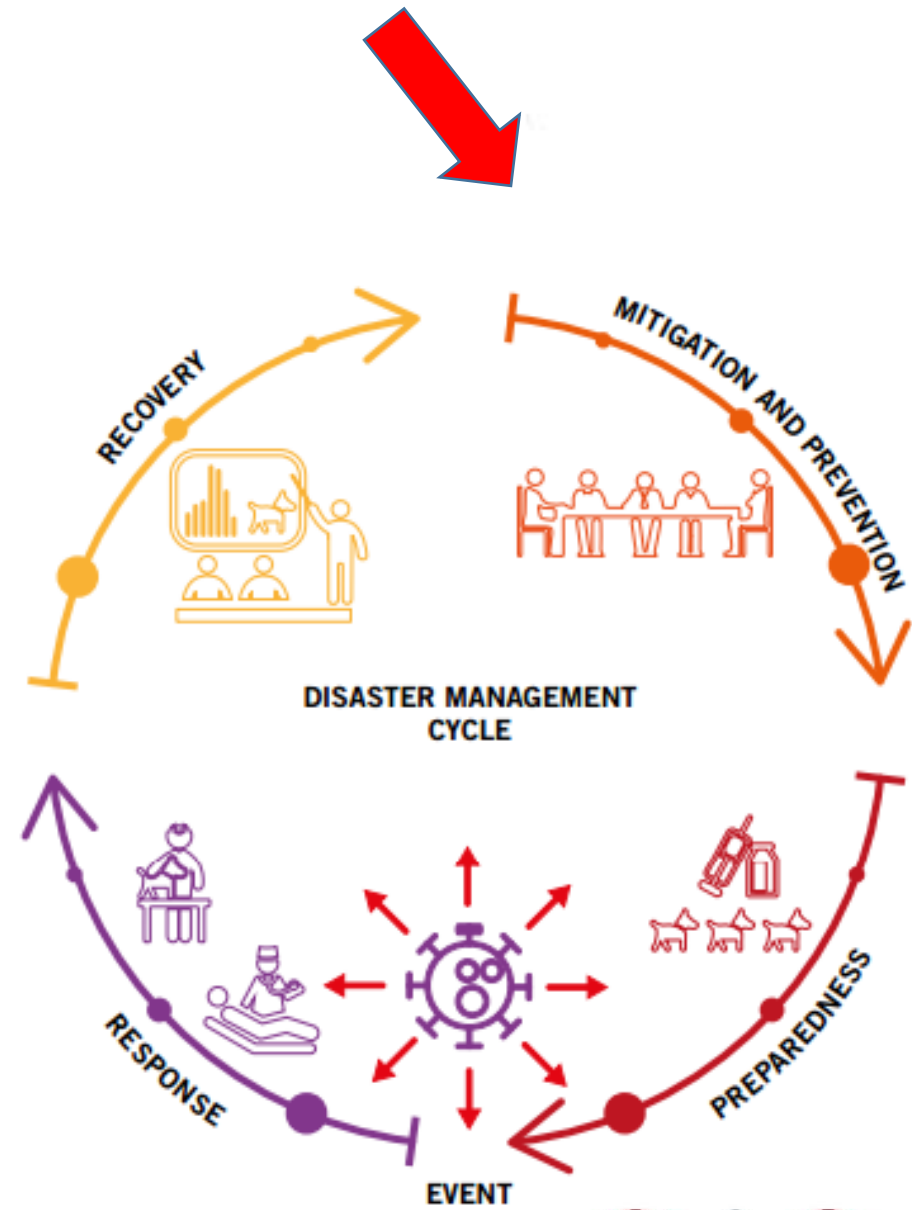 RECOVERY
MITIGATION AND PREVENTION
DISASTER MANAGEMENT
CYCLE
RESPONSE
PREPAREDNESS
EVENT